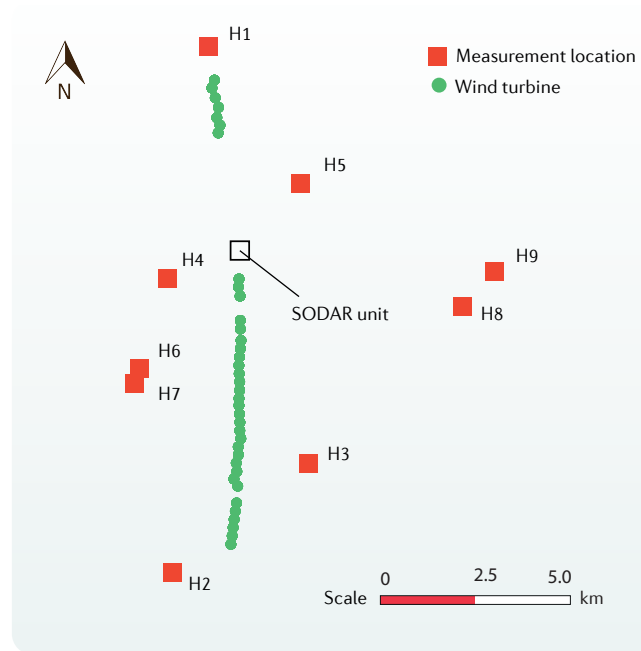 H1
Measurement location
N
Wind turbine
H5
H4
H9
SODAR unit
H8
H6
H7
H3
H2
0 2.5 5.0
Scale km